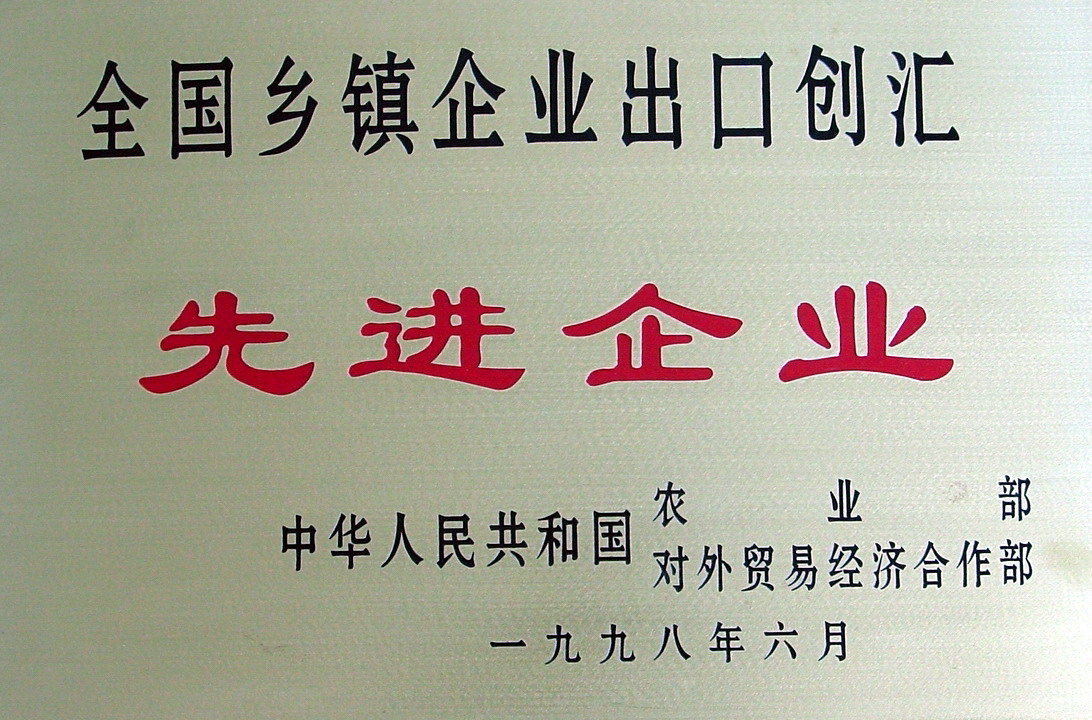 全国乡镇企业出口创汇
先进企业
中华人民共和国
农业部
对外贸易经济合作部
一九九八年六月